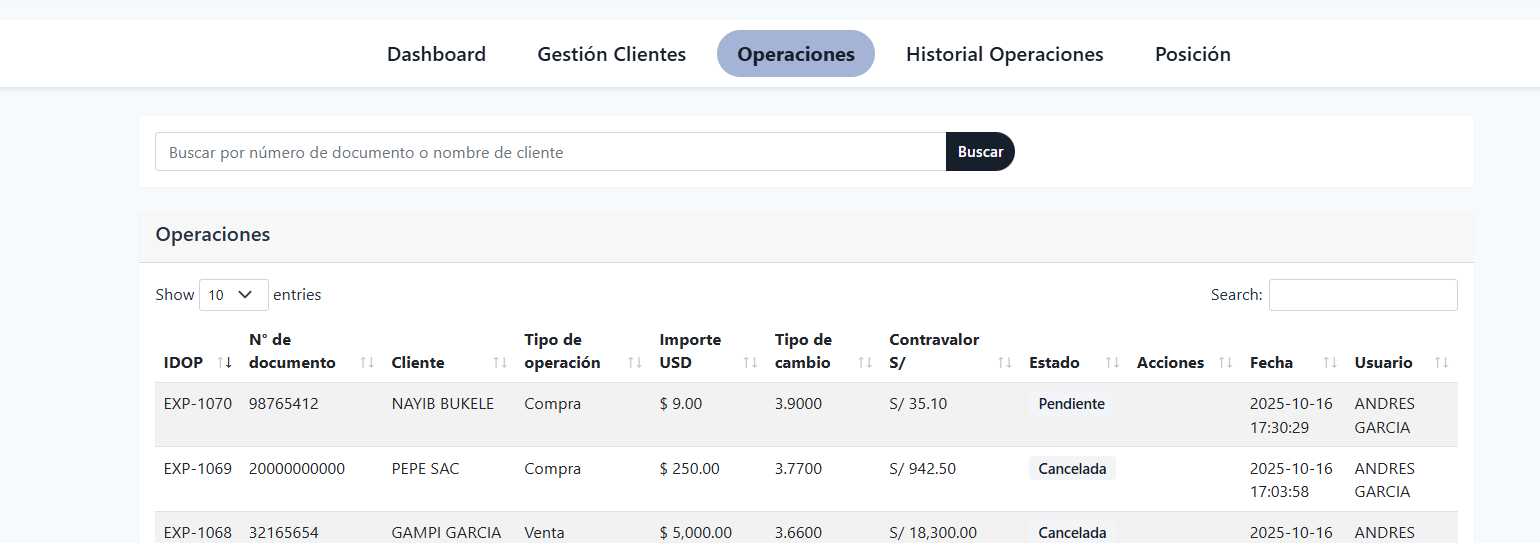 Dashboard Gestión Clientes Operaciones Historial Operaciones Posición
Buscar por número de documento o nombre de cliente Buscar
Operaciones
Show 10 entries Search:
IDOP N° de documento Cliente Tipo de operación Importe USD Tipo de cambio Contravalor S/ Estado Acciones Fecha Usuario
EXP-1070 98765412 NAYIB BUKELE Compra $ 9.00 3.9000 S/ 35.10 Pendiente 2025-10-16 17:30:29 ANDRES GARCIA
EXP-1069 20000000000 PEPE SAC Compra $ 250.00 3.7700 S/ 942.50 Cancelada 2025-10-16 17:03:58 ANDRES GARCIA
EXP-1068 32165654 GAMPI GARCIA Venta $ 5,000.00 3.6600 S/ 18,300.00 Cancelada 2025-10-16 ANDRES